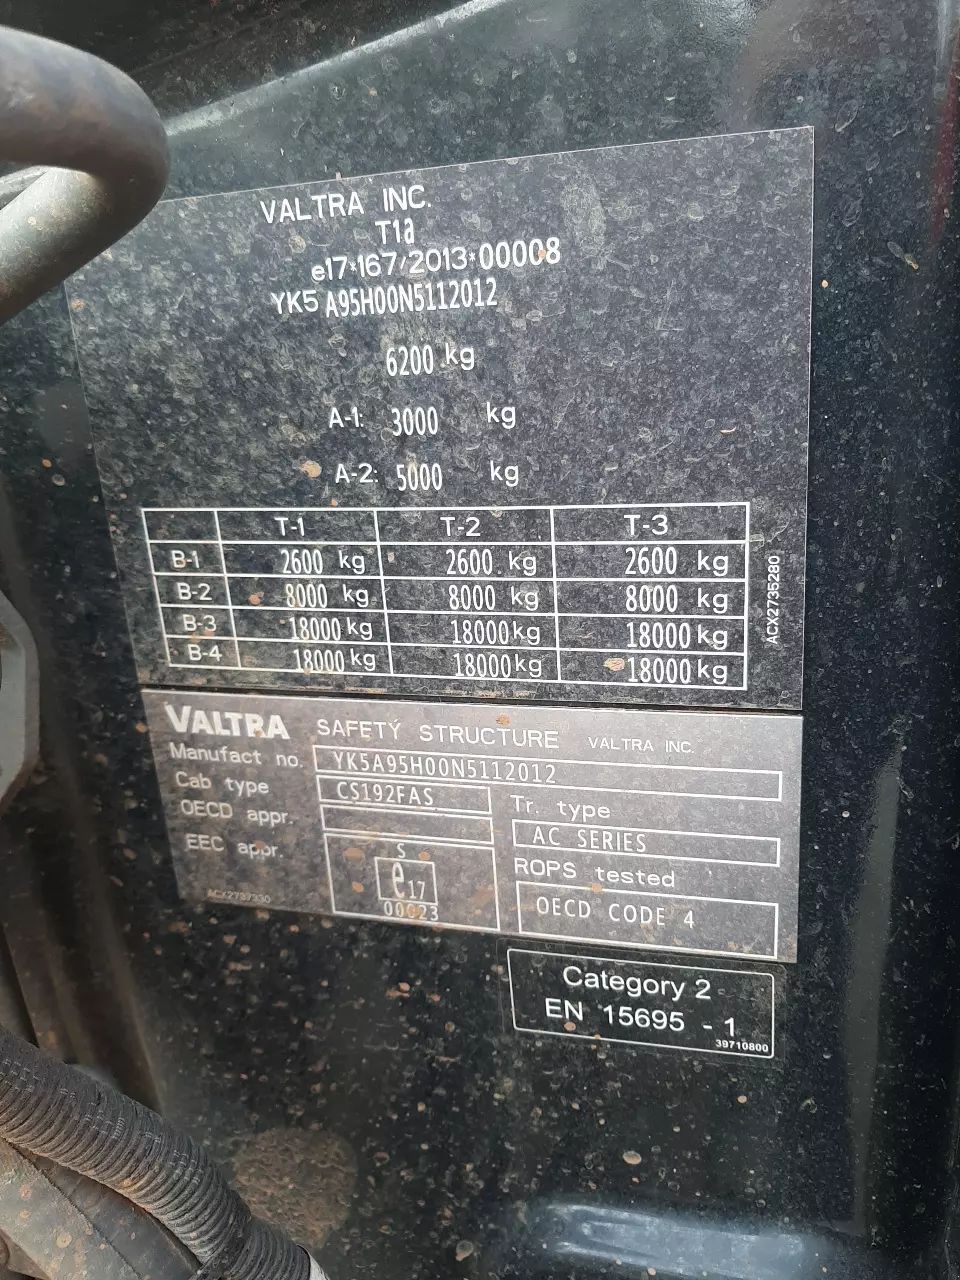 VALTRA INC.
T1a
e17*167/2013*00008
YK5 A95H00N5112012
6200 kg
A-1: 3000 kg
A-2: 5000 kg
T-1 T-2 T-3
B-1 2600 kg 2600 kg 2600 kg
B-2 8000 kg 8000 kg 8000 kg
B-3 18000 kg 18000 kg 18000 kg
B-4 18000 kg 18000 kg 18000 kg
ACX2735280
VALTRA SAFETY STRUCTURE VALTRA INC.
Manufact no. YK5A95H00N5112012
Cab type CS192FAS
Tr. type
OECD appr.
AC SERIES
EEC appr. S
ROPS tested
e17
00023
OECD CODE 4
ACX2737330
Category 2
EN 15695 - 1
39710800